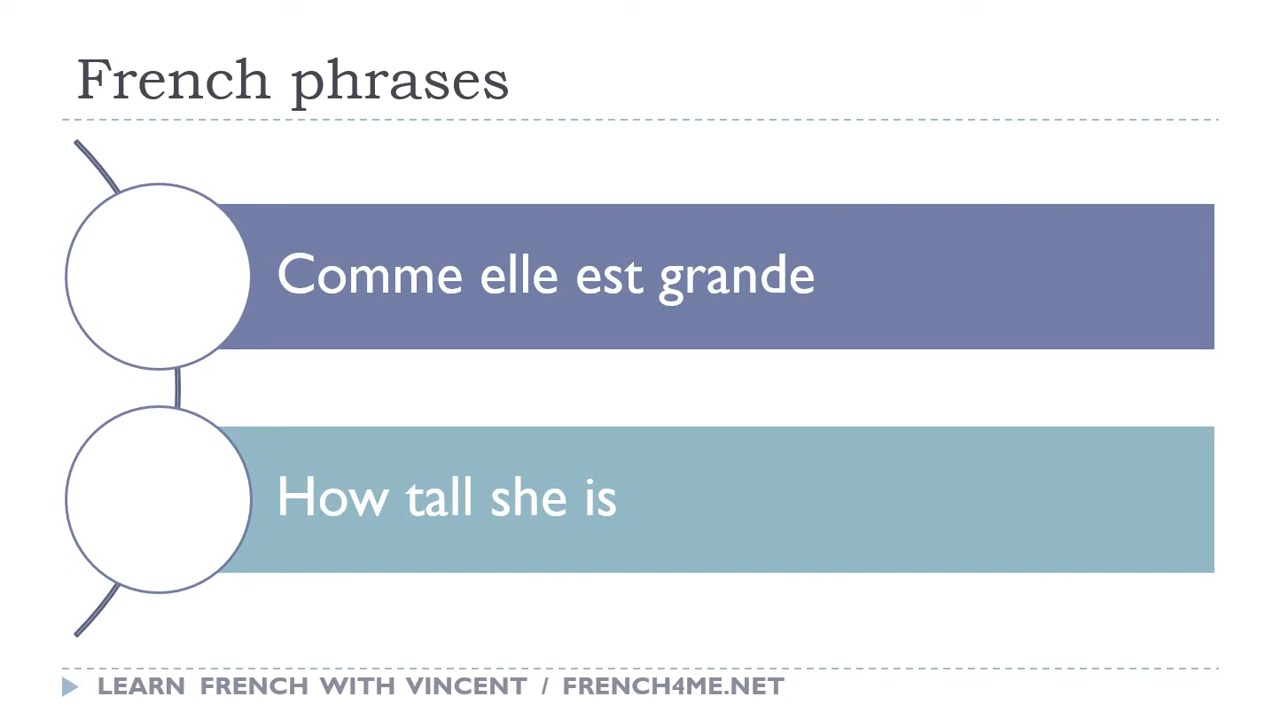 French phrases
Comme elle est grande
How tall she is
LEARN FRENCH WITH VINCENT / FRENCH4ME.NET